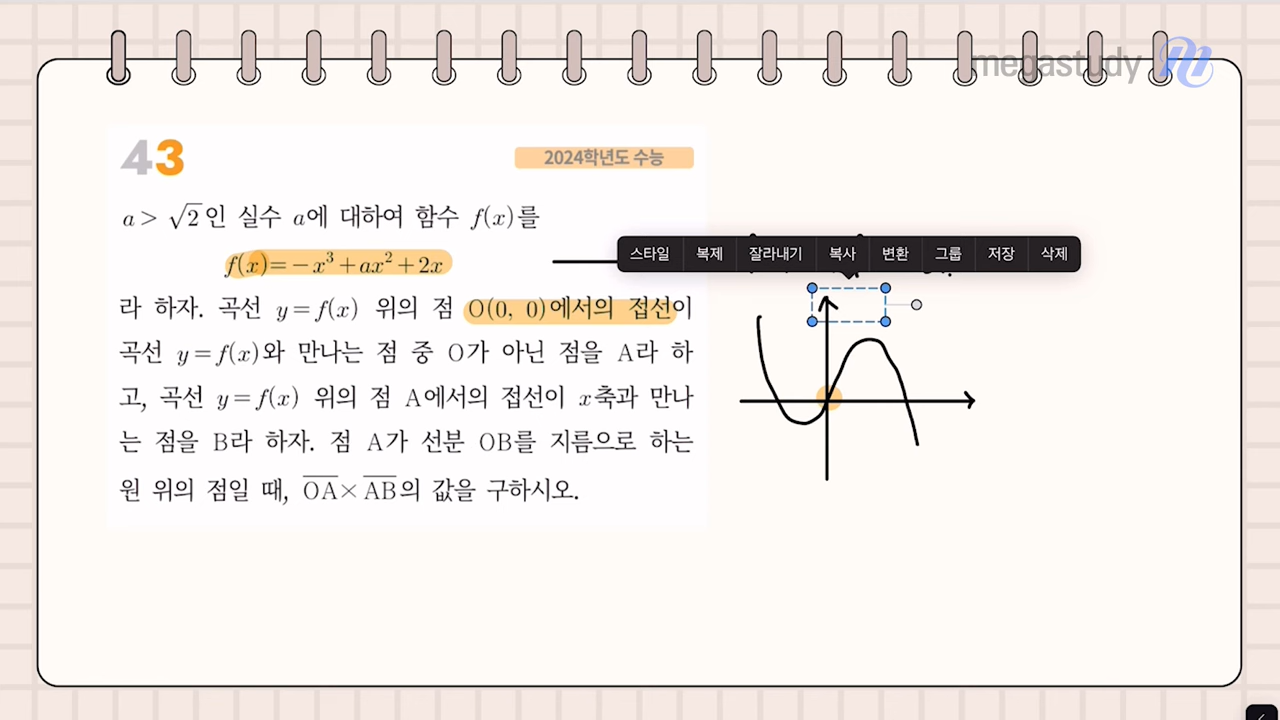 megastudy
43
2024학년도 수능
a > √2인 실수 a에 대하여 함수 f(x)를
f(x)=−x³+ax²+2x
라 하자. 곡선 y=f(x) 위의 점 O(0, 0)에서의 접선이
곡선 y=f(x)와 만나는 점 중 O가 아닌 점을 A라 하
고, 곡선 y=f(x) 위의 점 A에서의 접선이 x축과 만나
는 점을 B라 하자. 점 A가 선분 OB를 지름으로 하는
원 위의 점일 때, O̅A̅×A̅B̅의 값을 구하시오.
스타일 복제 잘라내기 복사 변환 그룹 저장 삭제